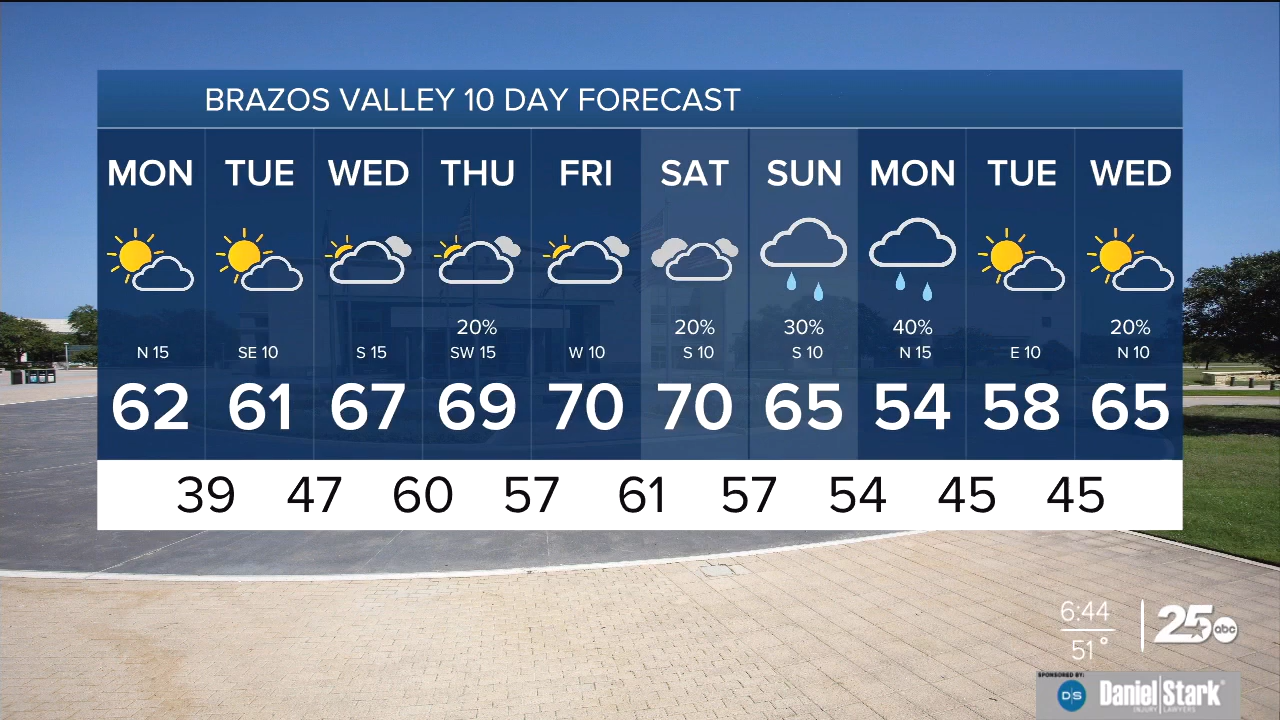 BRAZOS VALLEY 10 DAY FORECAST
MON TUE WED THU FRI SAT SUN MON TUE WED
20% 20% 30% 40% 20%
N 15 SE 10 S 15 SW 15 W 10 S 10 S 10 N 15 E 10 N 10
62 61 67 69 70 70 65 54 58 65
39 47 60 57 61 57 54 45 45
6:44
51°
25 abc
SPONSORED BY:
D|S Daniel|Stark
INJURY LAWYERS